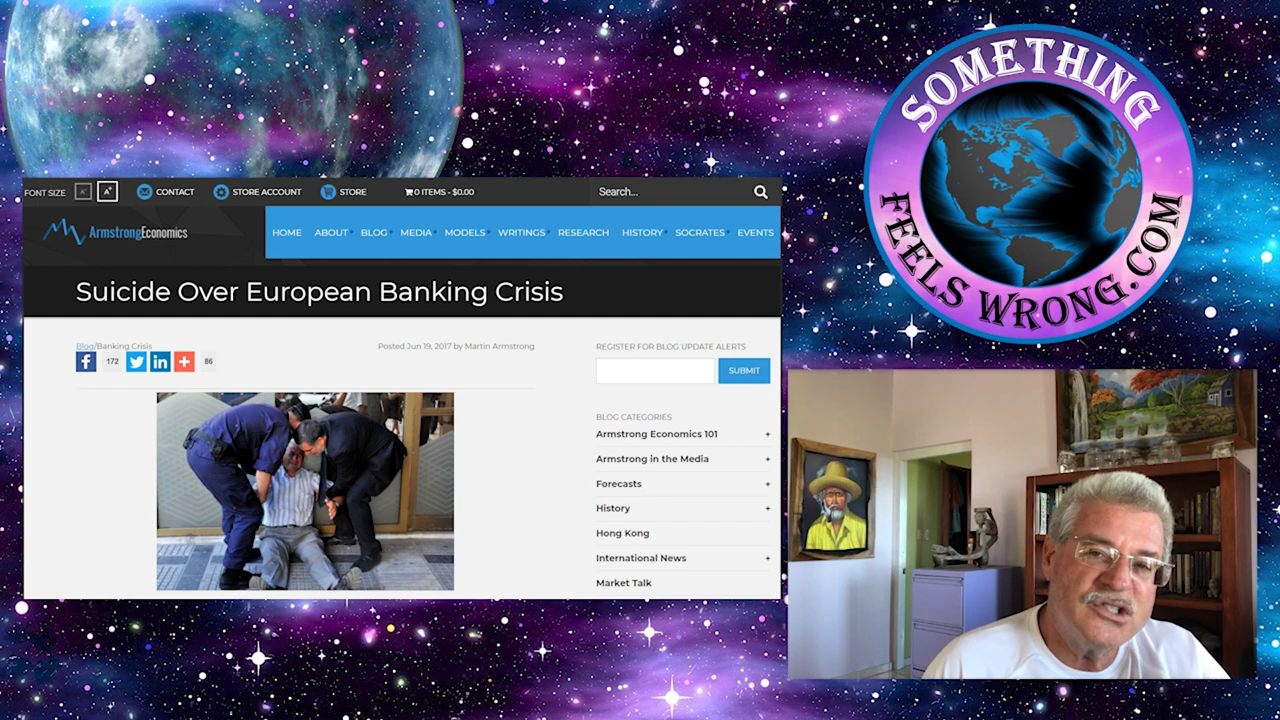 FONT SIZE A- A+ CONTACT STORE ACCOUNT STORE 0 ITEMS - $0.00 Search...
ArmstrongEconomics
HOME ABOUT BLOG MEDIA MODELS WRITINGS RESEARCH HISTORY SOCRATES EVENTS
Suicide Over European Banking Crisis
Blog/Banking Crisis
Posted Jun 19, 2017 by Martin Armstrong
f 172 in + 86
REGISTER FOR BLOG UPDATE ALERTS
SUBMIT
BLOG CATEGORIES
Armstrong Economics 101 +
Armstrong in the Media +
Forecasts +
History +
Hong Kong
International News +
Market Talk
SOMETHING
FEELS WRONG.COM